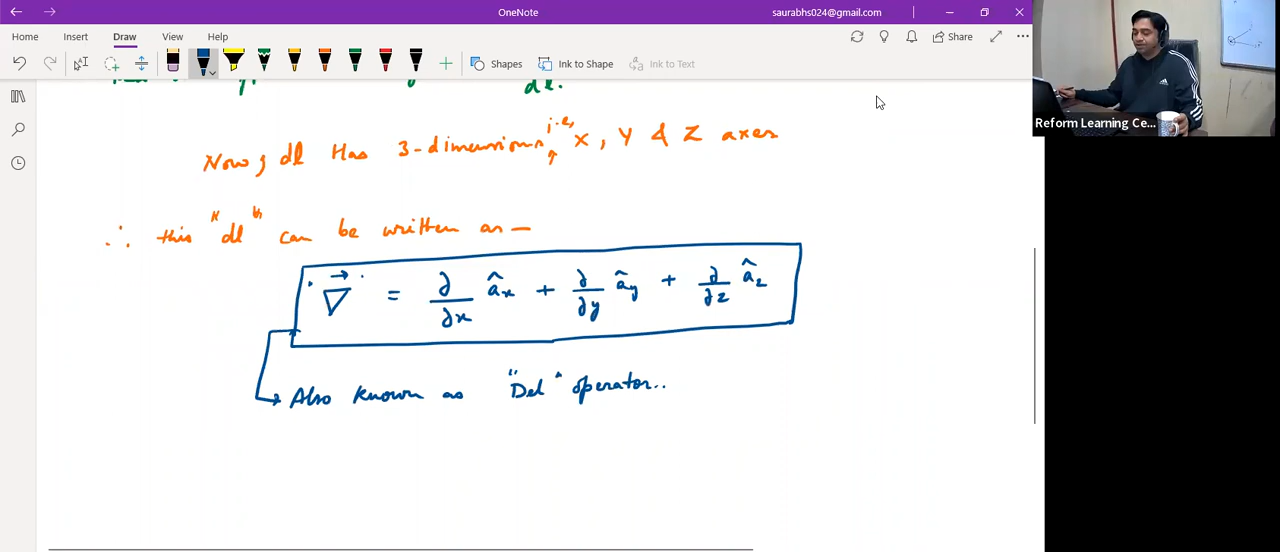 OneNote
saurabhs024@gmail.com
Home Insert Draw View Help
Share
Shapes Ink to Shape Ink to Text
Reform Learning Ce...
dl.
Now, dl Has 3-dimensions i.e, X, Y & Z axes
∴ this "dl" can be written as —
∇⃗ = ∂/∂x âx + ∂/∂y ây + ∂/∂z âz
Also known as "Del" operator..